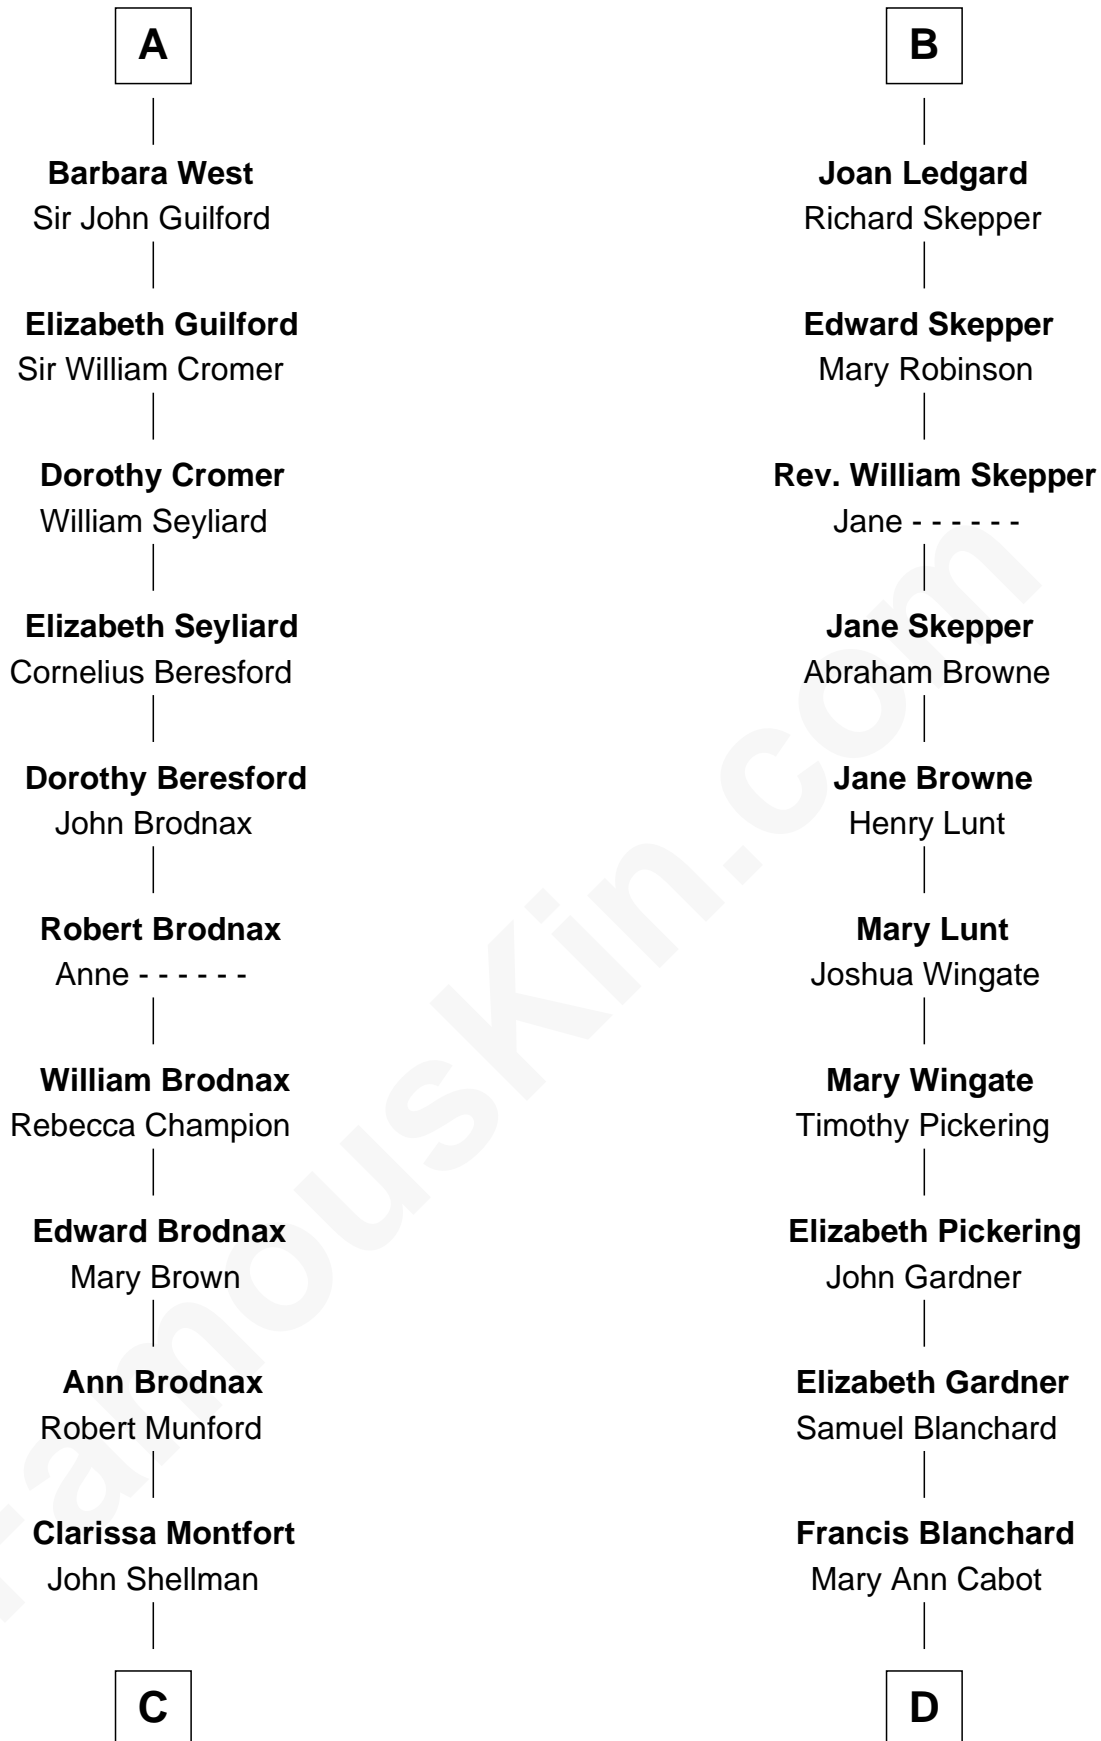 A
Barbara West
Sir John Guilford
Elizabeth Guilford
Sir William Cromer
Dorothy Cromer
William Seyliard
Elizabeth Seyliard
Cornelius Beresford
Dorothy Beresford
John Brodnax
Robert Brodnax
Anne - - - - - -
William Brodnax
Rebecca Champion
Edward Brodnax
Mary Brown
Ann Brodnax
Robert Munford
Clarissa Montfort
John Shellman
C
B
Joan Ledgard
Richard Skepper
Edward Skepper
Mary Robinson
Rev. William Skepper
Jane - - - - - -
Jane Skepper
Abraham Browne
Jane Browne
Henry Lunt
Mary Lunt
Joshua Wingate
Mary Wingate
Timothy Pickering
Elizabeth Pickering
John Gardner
Elizabeth Gardner
Samuel Blanchard
Francis Blanchard
Mary Ann Cabot
D
FamousKin.com